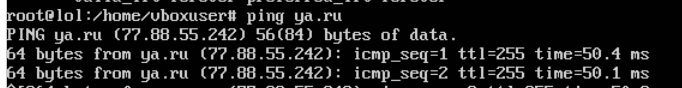 root@lol:/home/vboxuser# ping ya.ru
PING ya.ru (77.88.55.242) 56(84) bytes of data.
64 bytes from ya.ru (77.88.55.242): icmp_seq=1 ttl=255 time=50.4 ms
64 bytes from ya.ru (77.88.55.242): icmp_seq=2 ttl=255 time=50.1 ms